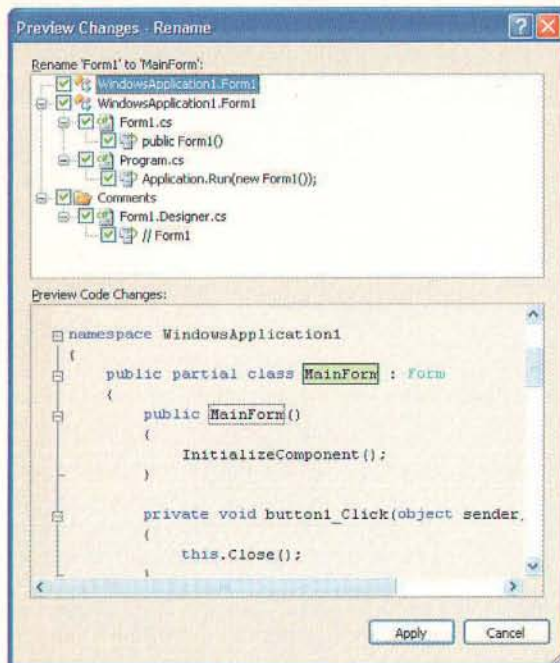 Preview Changes - Rename
Rename 'Form1' to 'MainForm':
WindowsApplication1.Form1
WindowsApplication1.Form1
Form1.cs
public Form1()
Program.cs
Application.Run(new Form1());
Comments
Form1.Designer.cs
// Form1
Preview Code Changes:
namespace WindowsApplication1
{
public partial class MainForm : Form
{
public MainForm()
{
InitializeComponent();
}
private void button1_Click(object sender,
{
this.Close();
}
Apply
Cancel